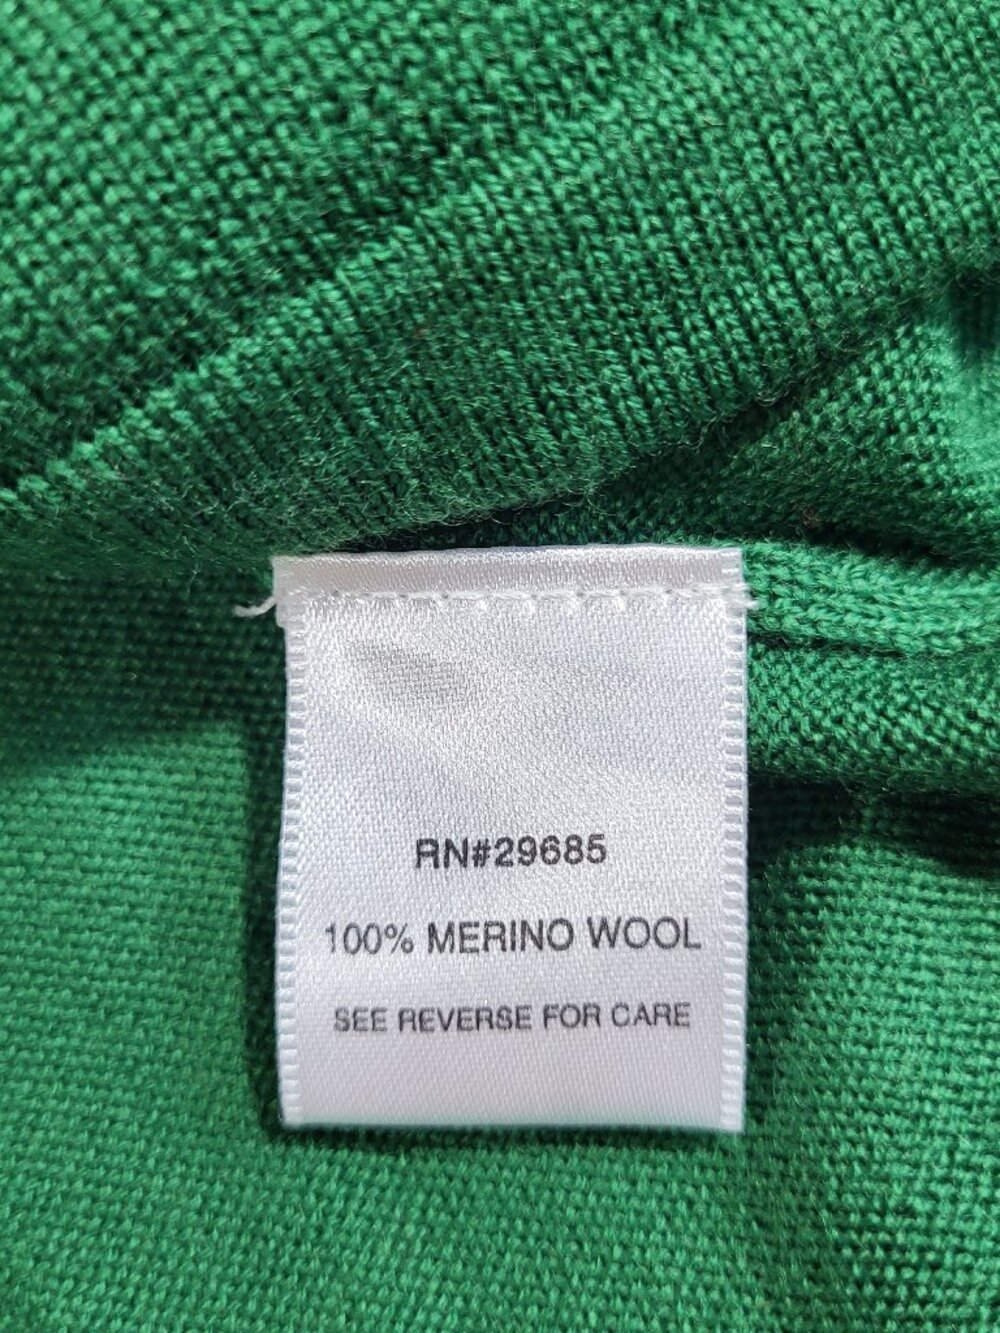 RN#29685
100% MERINO WOOL
SEE REVERSE FOR CARE